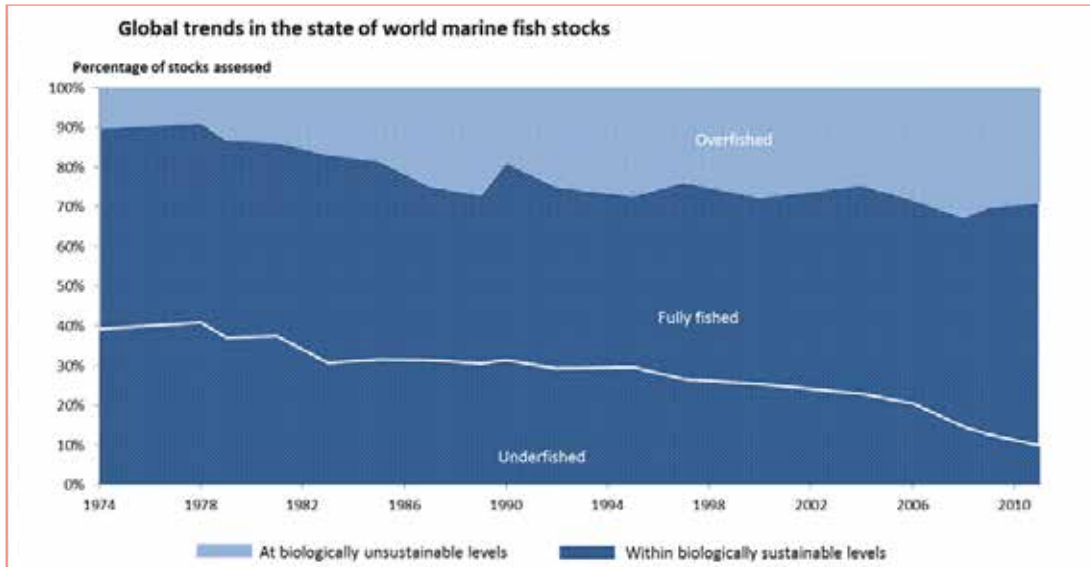 Global trends in the state of world marine fish stocks
Percentage of stocks assessed
100%
90%
80%
70%
60%
50%
40%
30%
20%
10%
0%
Overfished
Fully fished
Underfished
1974 1978 1982 1986 1990 1994 1998 2002 2006 2010
At biologically unsustainable levels Within biologically sustainable levels